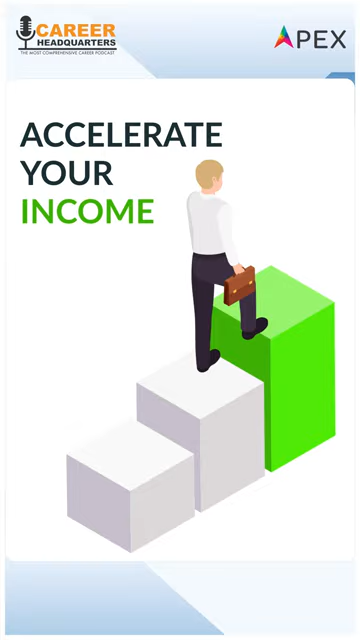 CAREER
HEADQUARTERS
THE MOST COMPREHENSIVE CAREER PODCAST
APEX
ACCELERATE
YOUR
INCOME